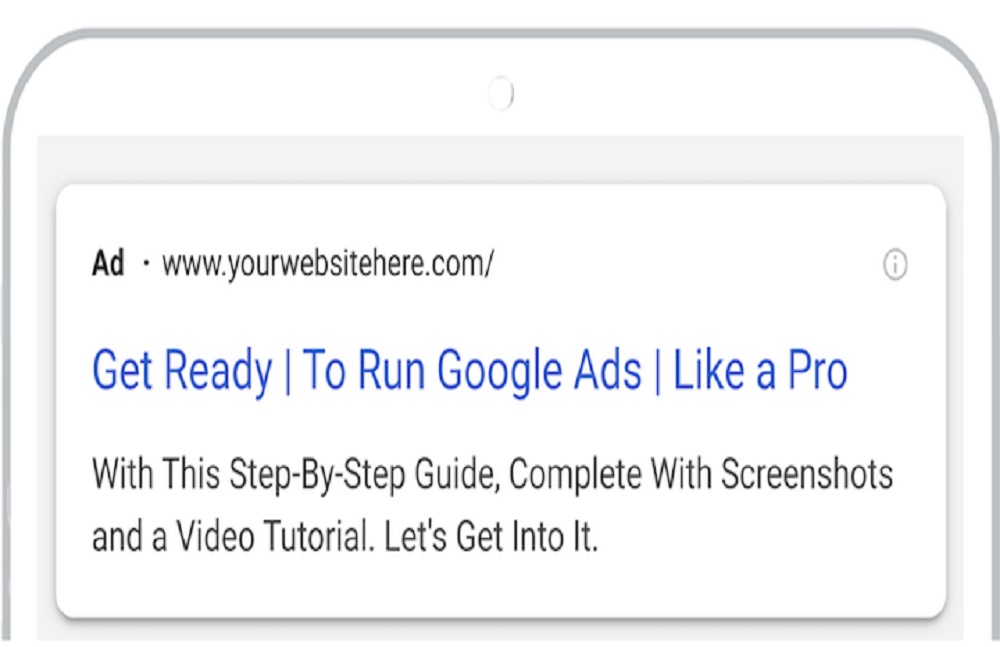 Ad · www.yourwebsitehere.com/
Get Ready | To Run Google Ads | Like a Pro
With This Step-By-Step Guide, Complete With Screenshots
and a Video Tutorial. Let's Get Into It.